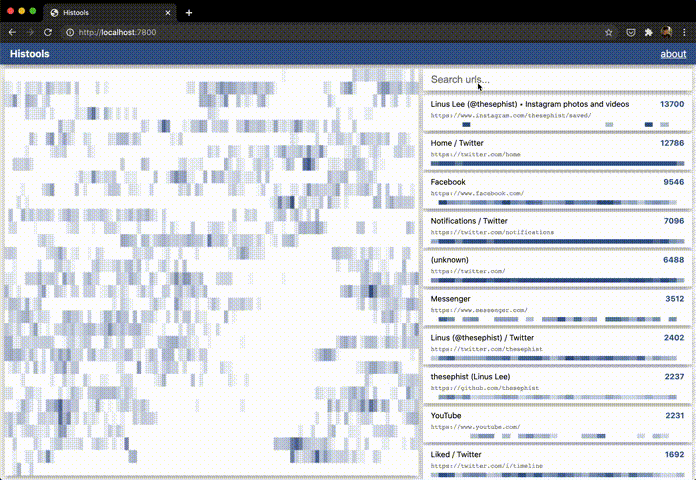 Histools
http://localhost:7800
Histools
about
Search urls...
Linus Lee (@thesephist) • Instagram photos and videos
13700
https://www.instagram.com/thesephist/saved/
Home / Twitter
12786
https://twitter.com/home
Facebook
9546
https://www.facebook.com/
Notifications / Twitter
7096
https://twitter.com/notifications
(unknown)
6488
https://twitter.com/
Messenger
3512
https://www.messenger.com/
Linus (@thesephist) / Twitter
2402
https://twitter.com/thesephist
thesephist (Linus Lee)
2237
https://github.com/thesephist
YouTube
2231
https://www.youtube.com/
Liked / Twitter
1692
https://twitter.com/i/timeline